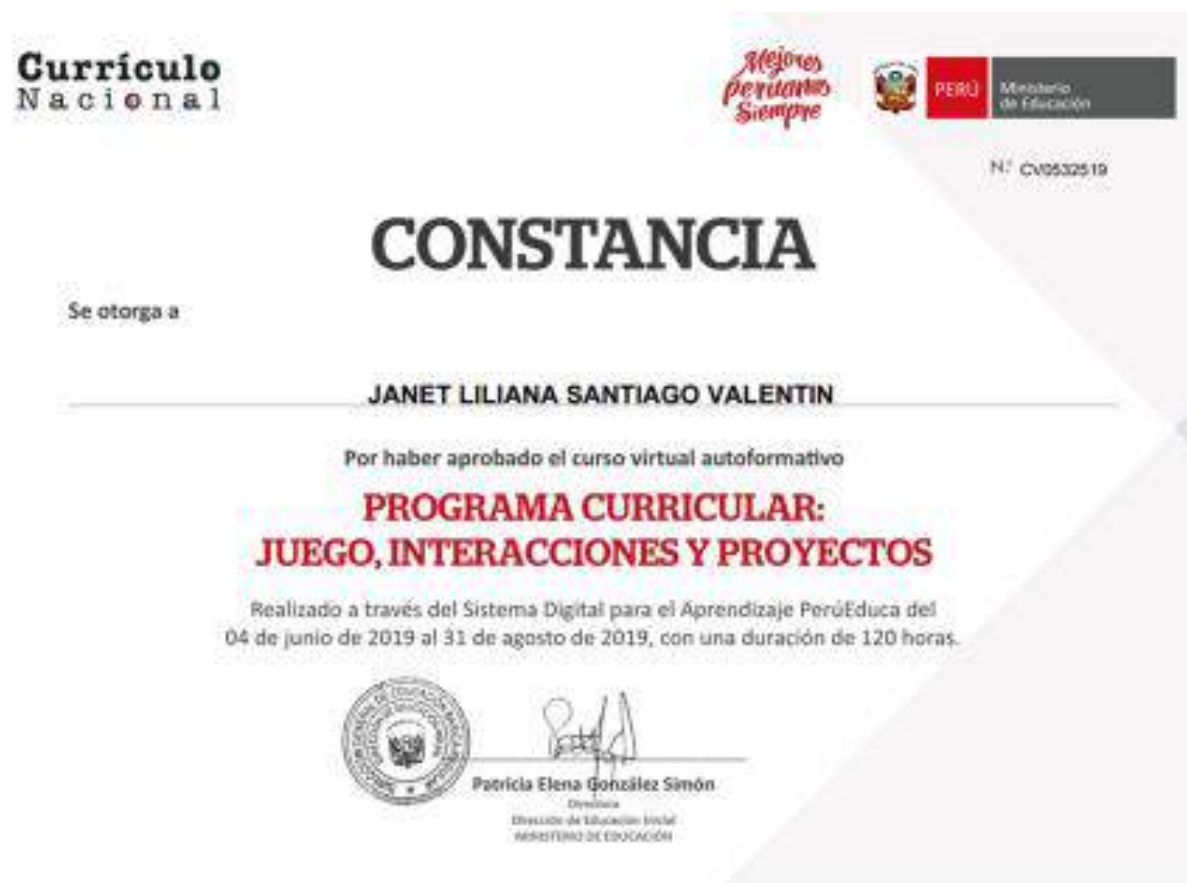 Currículo
Nacional
Mejores
peruanos
Siempre
PERÚ
Ministerio
de Educación
N.° CV0532519
CONSTANCIA
Se otorga a
JANET LILIANA SANTIAGO VALENTIN
Por haber aprobado el curso virtual autoformativo
PROGRAMA CURRICULAR:
JUEGO, INTERACCIONES Y PROYECTOS
Realizado a través del Sistema Digital para el Aprendizaje PerúEduca del
04 de junio de 2019 al 31 de agosto de 2019, con una duración de 120 horas.
Patricia Elena González Simón
Directora
Dirección de Educación Inicial
MINISTERIO DE EDUCACIÓN